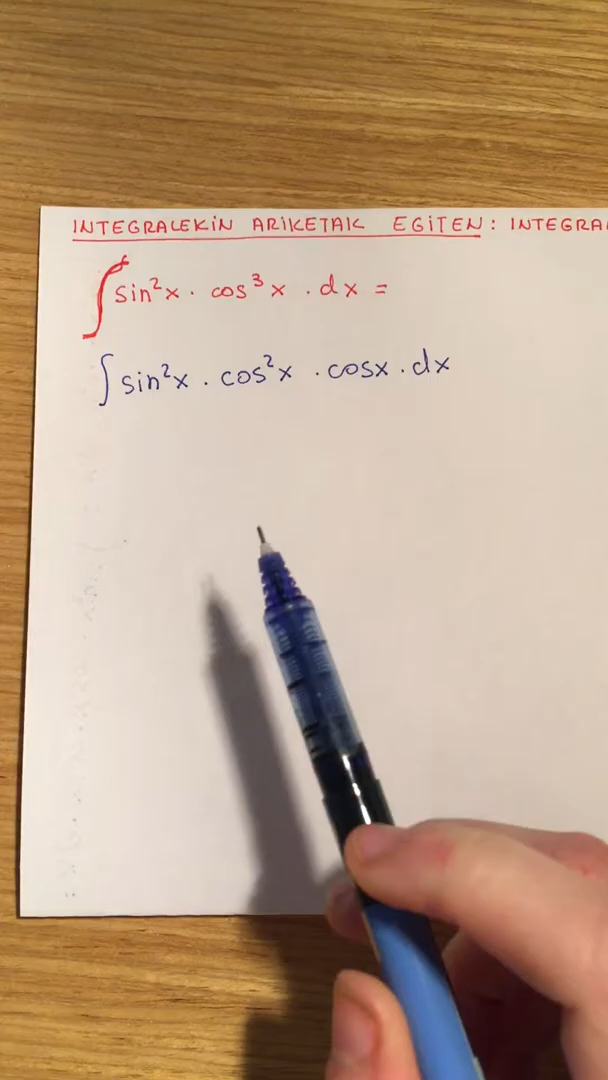 INTEGRALEKIN ARIKETAK EGITEN: INTEGRA
∫ sin²x · cos³x · dx =
∫ sin²x · cos²x · cosx · dx